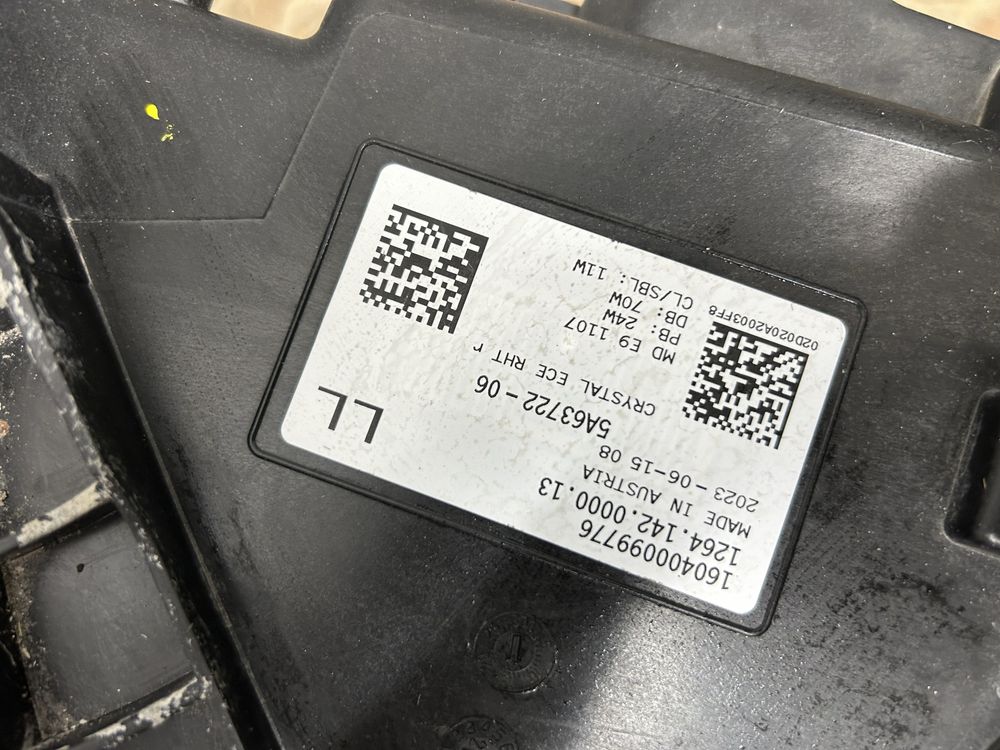 160400099776
1264.142.0000.13
MADE IN AUSTRIA
2023-06-15 08
5A63722-06
CRYSTAL ECE RHT r
MD E9 1107
PB: 24W
DB: 70W
CL/SBL: 11W
02D020A2003FF8
LL